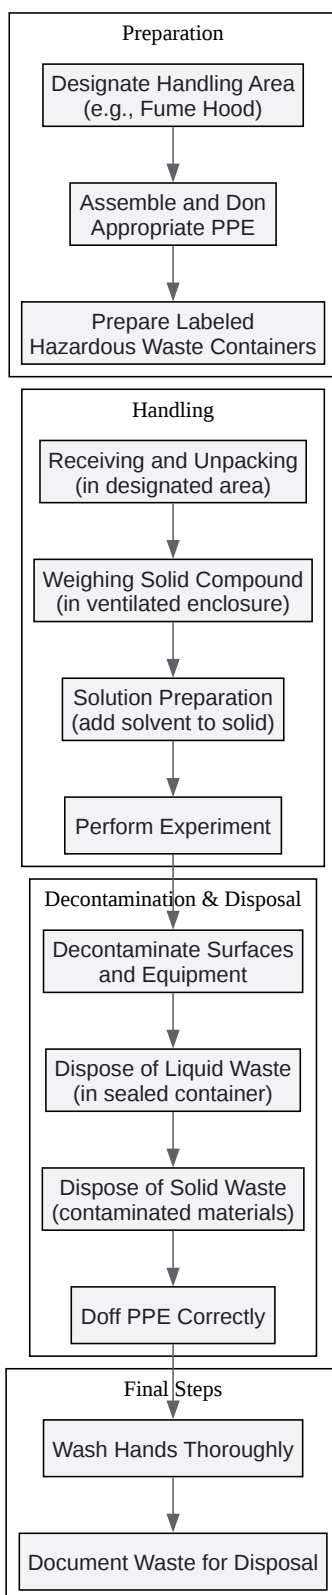 Preparation
Designate Handling Area
(e.g., Fume Hood)
Assemble and Don
Appropriate PPE
Prepare Labeled
Hazardous Waste Containers
Handling
Receiving and Unpacking
(in designated area)
Weighing Solid Compound
(in ventilated enclosure)
Solution Preparation
(add solvent to solid)
Perform Experiment
Decontamination & Disposal
Decontaminate Surfaces
and Equipment
Dispose of Liquid Waste
(in sealed container)
Dispose of Solid Waste
(contaminated materials)
Doff PPE Correctly
Final Steps
Wash Hands Thoroughly
Document Waste for Disposal